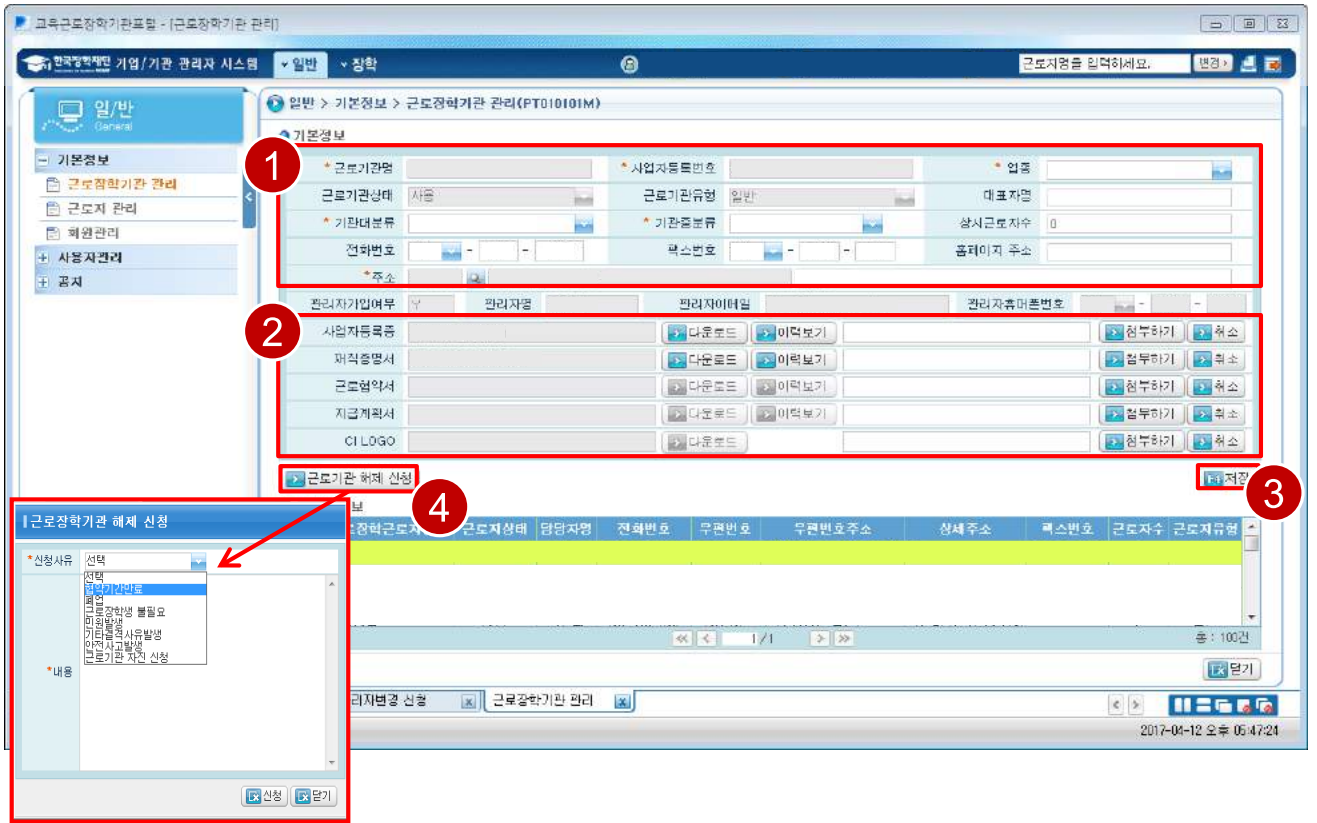 교육근로장학기관포털 - [근로장학기관 관리]
한국장학재단 기업/기관 관리자 시스템 일반 장학 근로지명을 입력하세요. 변경
일/반
General
기본정보
근로장학기관 관리
근로지 관리
회원관리
사용자관리
공지
일반 > 기본정보 > 근로장학기관 관리(PT010101M)
기본정보
1
*근로기관명 *사업자등록번호 *업종
근로기관상태 사용 근로기관유형 일반 대표자명
*기관대분류 *기관중분류 상시근로자수 0
전화번호 - - 팩스번호 - - 홈페이지 주소
*주소
관리자가입여부 관리자명 관리자이메일 관리자휴대폰번호 - -
2
사업자등록증 다운로드 이력보기 첨부하기 취소
재직증명서 다운로드 이력보기 첨부하기 취소
근로협약서 다운로드 이력보기 첨부하기 취소
지급계획서 다운로드 이력보기 첨부하기 취소
CI LOGO 다운로드 첨부하기 취소
근로기관 해제 신청 저장
4
3
보
장학근로지 근로지상태 담당자명 전화번호 우편번호 우편번호주소 상세주소 팩스번호 근로자수 근로지유형
1/1 총 : 100건
닫기
리자변경 신청 근로장학기관 관리
2017-04-12 오후 05:47:24
근로장학기관 해제 신청
*신청사유 선택
선택
협약기간만료
폐업
근로장학생 불필요
민원발생
기타결격사유발생
안전사고발생
근로기관 자진 신청
*내용
신청 닫기